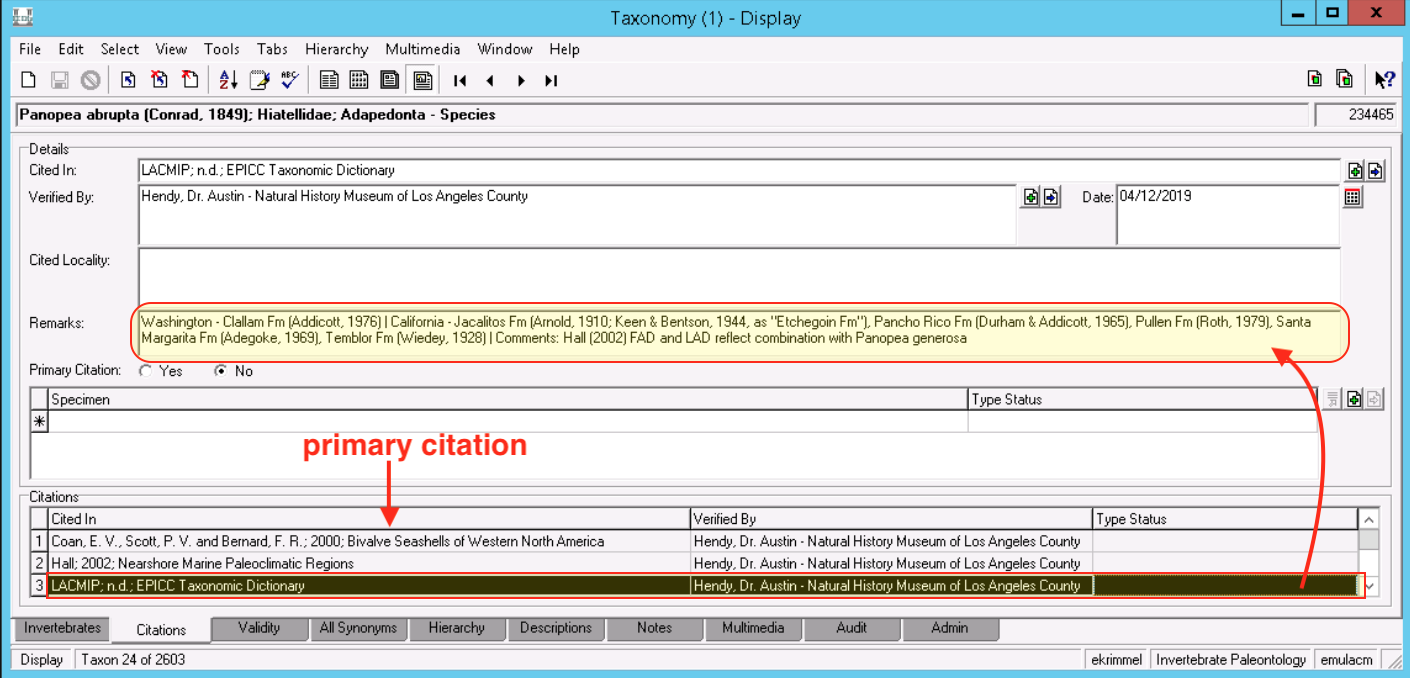 Taxonomy (1) - Display
File Edit Select View Tools Tabs Hierarchy Multimedia Window Help
Panopea abrupta (Conrad, 1849); Hiatellidae; Adapedonta - Species 234465
Details
Cited In: LACMIP; n.d.; EPICC Taxonomic Dictionary
Verified By: Hendy, Dr. Austin - Natural History Museum of Los Angeles County Date: 04/12/2019
Cited Locality:
Remarks: Washington - Clallam Fm (Addicott, 1976) | California - Jacalitos Fm (Arnold, 1910; Keen & Bentson, 1944, as "Etchegoin Fm"), Pancho Rico Fm (Durham & Addicott, 1965), Pullen Fm (Roth, 1979), Santa
Margarita Fm (Adegoke, 1969), Temblor Fm (Wiedey, 1928) | Comments: Hall (2002) FAD and LAD reflect combination with Panopea generosa
Primary Citation: Yes No
Specimen Type Status
primary citation
Citations
Cited In Verified By Type Status
1 Coan, E. V., Scott, P. V. and Bernard, F. R.; 2000; Bivalve Seashells of Western North America Hendy, Dr. Austin - Natural History Museum of Los Angeles County
2 Hall; 2002; Nearshore Marine Paleoclimatic Regions Hendy, Dr. Austin - Natural History Museum of Los Angeles County
3 LACMIP; n.d.; EPICC Taxonomic Dictionary Hendy, Dr. Austin - Natural History Museum of Los Angeles County
Invertebrates Citations Validity All Synonyms Hierarchy Descriptions Notes Multimedia Audit Admin
Display Taxon 24 of 2603 ekrimmel Invertebrate Paleontology emulacm